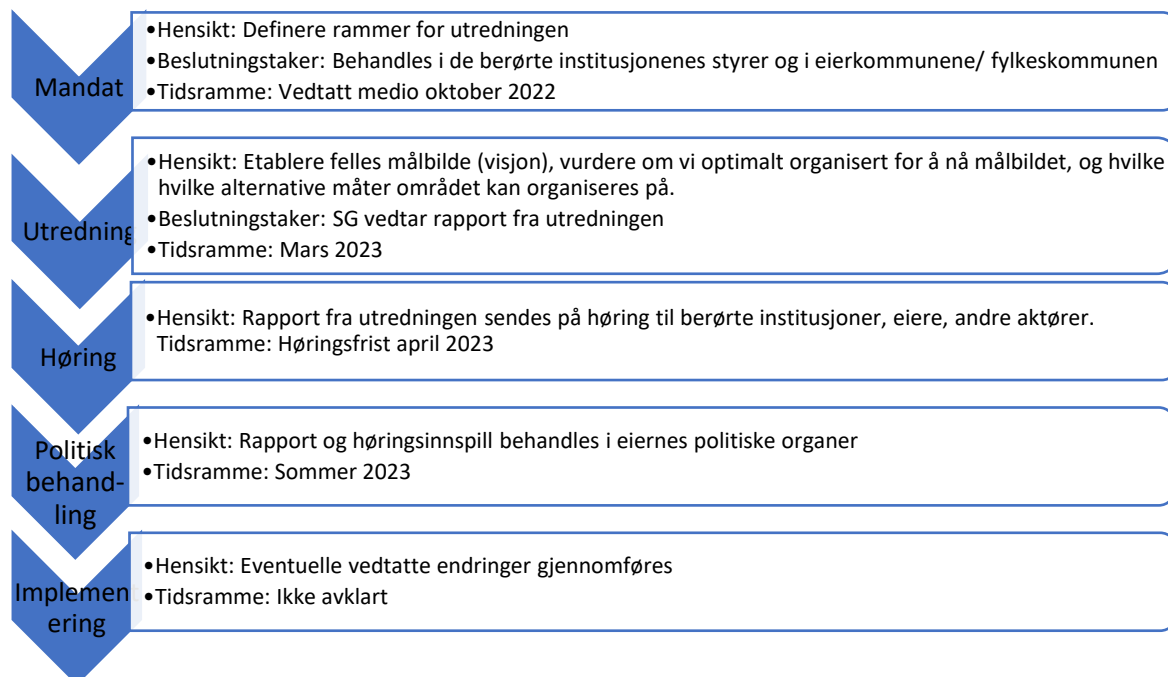 Mandat
•Hensikt: Definere rammer for utredningen
•Beslutningstaker: Behandles i de berørte institusjonenes styrer og i eierkommunene/ fylkeskommunen
•Tidsramme: Vedtatt medio oktober 2022
Utredning
•Hensikt: Etablere felles målbilde (visjon), vurdere om vi optimalt organisert for å nå målbildet, og hvilke
hvilke alternative måter området kan organiseres på.
•Beslutningstaker: SG vedtar rapport fra utredningen
•Tidsramme: Mars 2023
Høring
•Hensikt: Rapport fra utredningen sendes på høring til berørte institusjoner, eiere, andre aktører.
Tidsramme: Høringsfrist april 2023
Politisk
behand-
ling
•Hensikt: Rapport og høringsinnspill behandles i eiernes politiske organer
•Tidsramme: Sommer 2023
Implement
ering
•Hensikt: Eventuelle vedtatte endringer gjennomføres
•Tidsramme: Ikke avklart